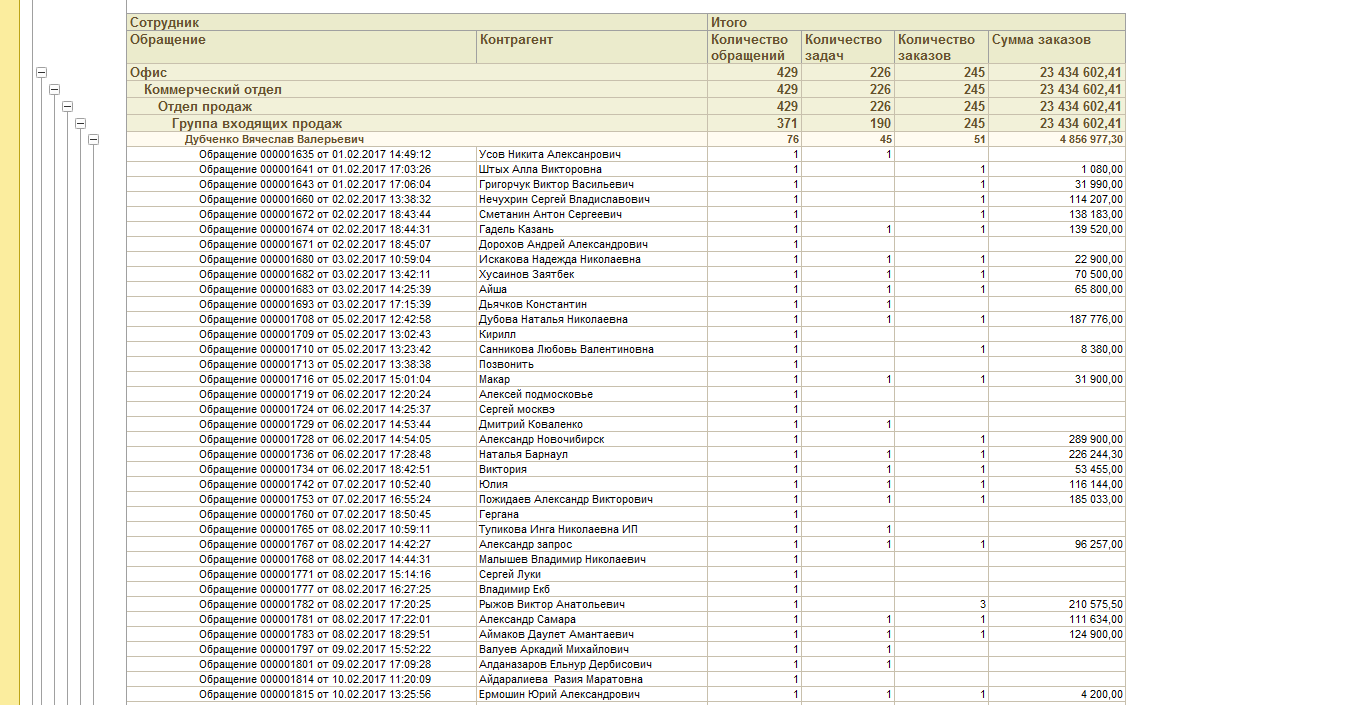 Сотрудник Итого
Обращение Контрагент Количество обращений Количество задач Количество заказов Сумма заказов
Офис 429 226 245 23 434 602,41
Коммерческий отдел 429 226 245 23 434 602,41
Отдел продаж 429 226 245 23 434 602,41
Группа входящих продаж 371 190 245 23 434 602,41
Дубченко Вячеслав Валерьевич 76 45 51 4 856 977,30
Обращение 000001635 от 01.02.2017 14:49:12 Усов Никита Алексанрович 1 1
Обращение 000001641 от 01.02.2017 17:03:26 Штых Алла Викторовна 1 1 1 080,00
Обращение 000001643 от 01.02.2017 17:06:04 Григорчук Виктор Васильевич 1 1 31 990,00
Обращение 000001660 от 02.02.2017 13:38:32 Нечухрин Сергей Владиславович 1 1 114 207,00
Обращение 000001672 от 02.02.2017 18:43:44 Сметанин Антон Сергеевич 1 1 138 183,00
Обращение 000001674 от 02.02.2017 18:44:31 Гадель Казань 1 1 1 139 520,00
Обращение 000001671 от 02.02.2017 18:45:07 Дорохов Андрей Александрович 1
Обращение 000001680 от 03.02.2017 10:59:04 Искакова Надежда Николаевна 1 1 1 22 900,00
Обращение 000001682 от 03.02.2017 13:42:11 Хусаинов Заятбек 1 1 1 70 500,00
Обращение 000001683 от 03.02.2017 14:25:39 Айша 1 1 1 65 800,00
Обращение 000001693 от 03.02.2017 17:15:39 Дьячков Константин 1 1
Обращение 000001708 от 05.02.2017 12:42:58 Дубова Наталья Николаевна 1 1 1 187 776,00
Обращение 000001709 от 05.02.2017 13:02:43 Кирилл 1
Обращение 000001710 от 05.02.2017 13:23:42 Санникова Любовь Валентиновна 1 1 8 380,00
Обращение 000001713 от 05.02.2017 13:38:38 Позвонить 1
Обращение 000001716 от 05.02.2017 15:01:04 Макар 1 1 1 31 900,00
Обращение 000001719 от 06.02.2017 12:20:24 Алексей подмосковье 1
Обращение 000001724 от 06.02.2017 14:25:37 Сергей москвэ 1
Обращение 000001729 от 06.02.2017 14:53:44 Дмитрий Коваленко 1 1
Обращение 000001728 от 06.02.2017 14:54:05 Александр Новочибирск 1 1 289 900,00
Обращение 000001736 от 06.02.2017 17:28:48 Наталья Барнаул 1 1 1 226 244,30
Обращение 000001734 от 06.02.2017 18:42:51 Виктория 1 1 1 53 455,00
Обращение 000001742 от 07.02.2017 10:52:40 Юлия 1 1 1 116 144,00
Обращение 000001753 от 07.02.2017 16:55:24 Пожидаев Александр Викторович 1 1 1 185 033,00
Обращение 000001760 от 07.02.2017 18:50:45 Гергана 1
Обращение 000001765 от 08.02.2017 10:59:11 Тупикова Инга Николаевна ИП 1 1
Обращение 000001767 от 08.02.2017 14:42:27 Александр запрос 1 1 1 96 257,00
Обращение 000001768 от 08.02.2017 14:44:31 Малышев Владимир Николаевич 1
Обращение 000001771 от 08.02.2017 15:14:16 Сергей Луки 1
Обращение 000001777 от 08.02.2017 16:27:25 Владимир Екб 1
Обращение 000001782 от 08.02.2017 17:20:25 Рыжов Виктор Анатольевич 1 3 210 575,50
Обращение 000001781 от 08.02.2017 17:22:01 Александр Самара 1 1 1 111 634,00
Обращение 000001783 от 08.02.2017 18:29:51 Аймаков Даулет Амантаевич 1 1 1 124 900,00
Обращение 000001797 от 09.02.2017 15:52:22 Валуев Аркадий Михайлович 1 1
Обращение 000001801 от 09.02.2017 17:09:28 Алданазаров Ельнур Дербисович 1 1
Обращение 000001814 от 10.02.2017 11:20:09 Айдаралиева Разия Маратовна 1
Обращение 000001815 от 10.02.2017 13:25:56 Ермошин Юрий Александрович 1 1 1 4 200,00